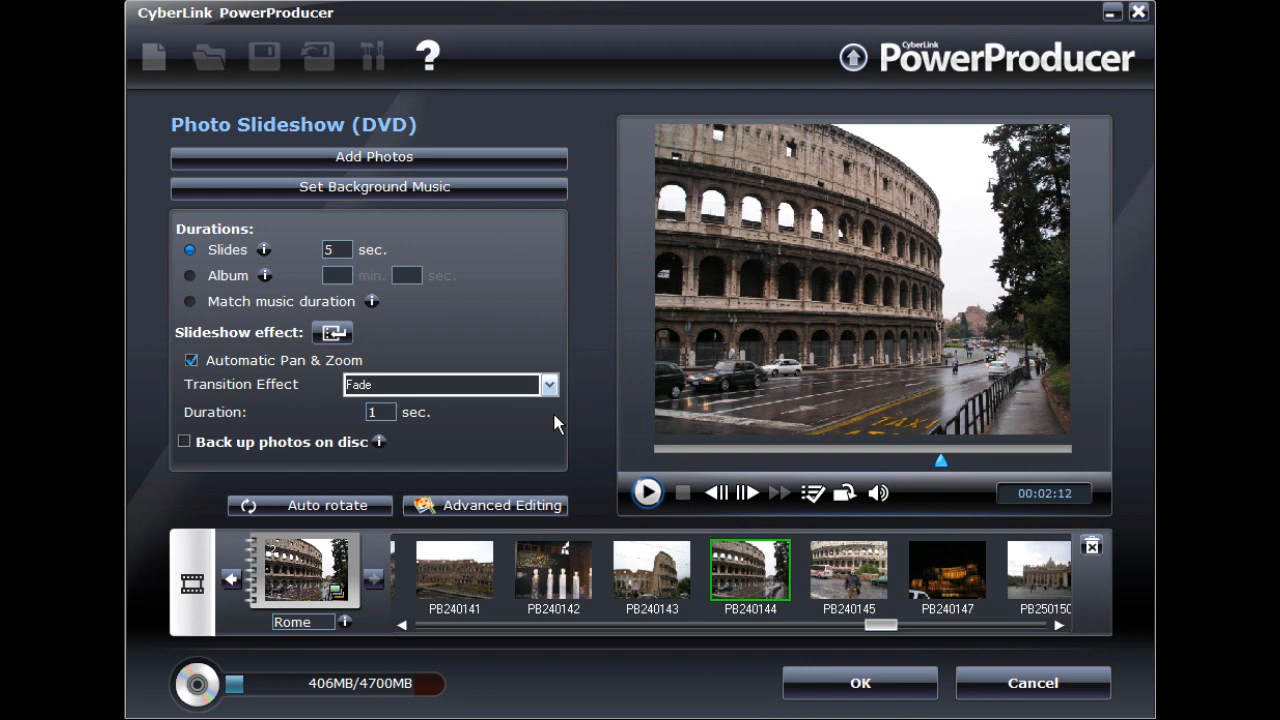 CyberLink PowerProducer
?
CyberLink
PowerProducer
Photo Slideshow (DVD)
Add Photos
Set Background Music
Durations:
Slides i 5 sec.
Album i min. sec.
Match music duration i
Slideshow effect:
Automatic Pan & Zoom
Transition Effect Fade
Duration: 1 sec.
Back up photos on disc i
TAXI
00:02:12
Auto rotate Advanced Editing
PB240141 PB240142 PB240143 PB240144 PB240145 PB240147 PB250150
Rome i
406MB/4700MB
OK Cancel